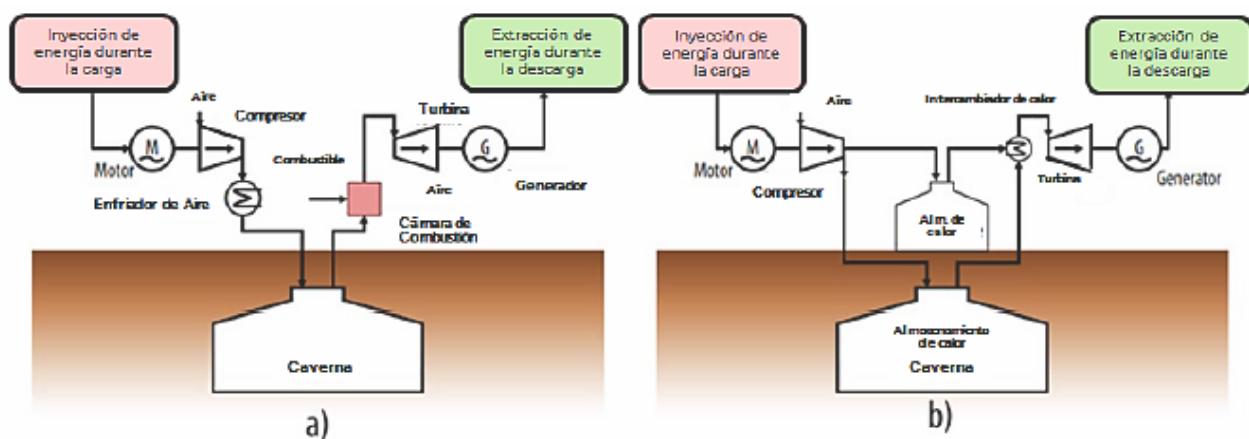 Inyección de
energía durante
la carga
Extracción de
energía durante
la descarga
Aire
Compresor
Turbina
M
Motor
Combustible
G
Aire
Generador
Enfriador de Aire
Cámara de
Combustión
Caverna
a)
Inyección de
energía durante
la carga
Extracción de
energía durante
la descarga
Aire
Intercambiador de calor
M
Motor
Compresor
G
Turbina
Generator
Alm. de
calor
Almacenamiento
de calor
Caverna
b)